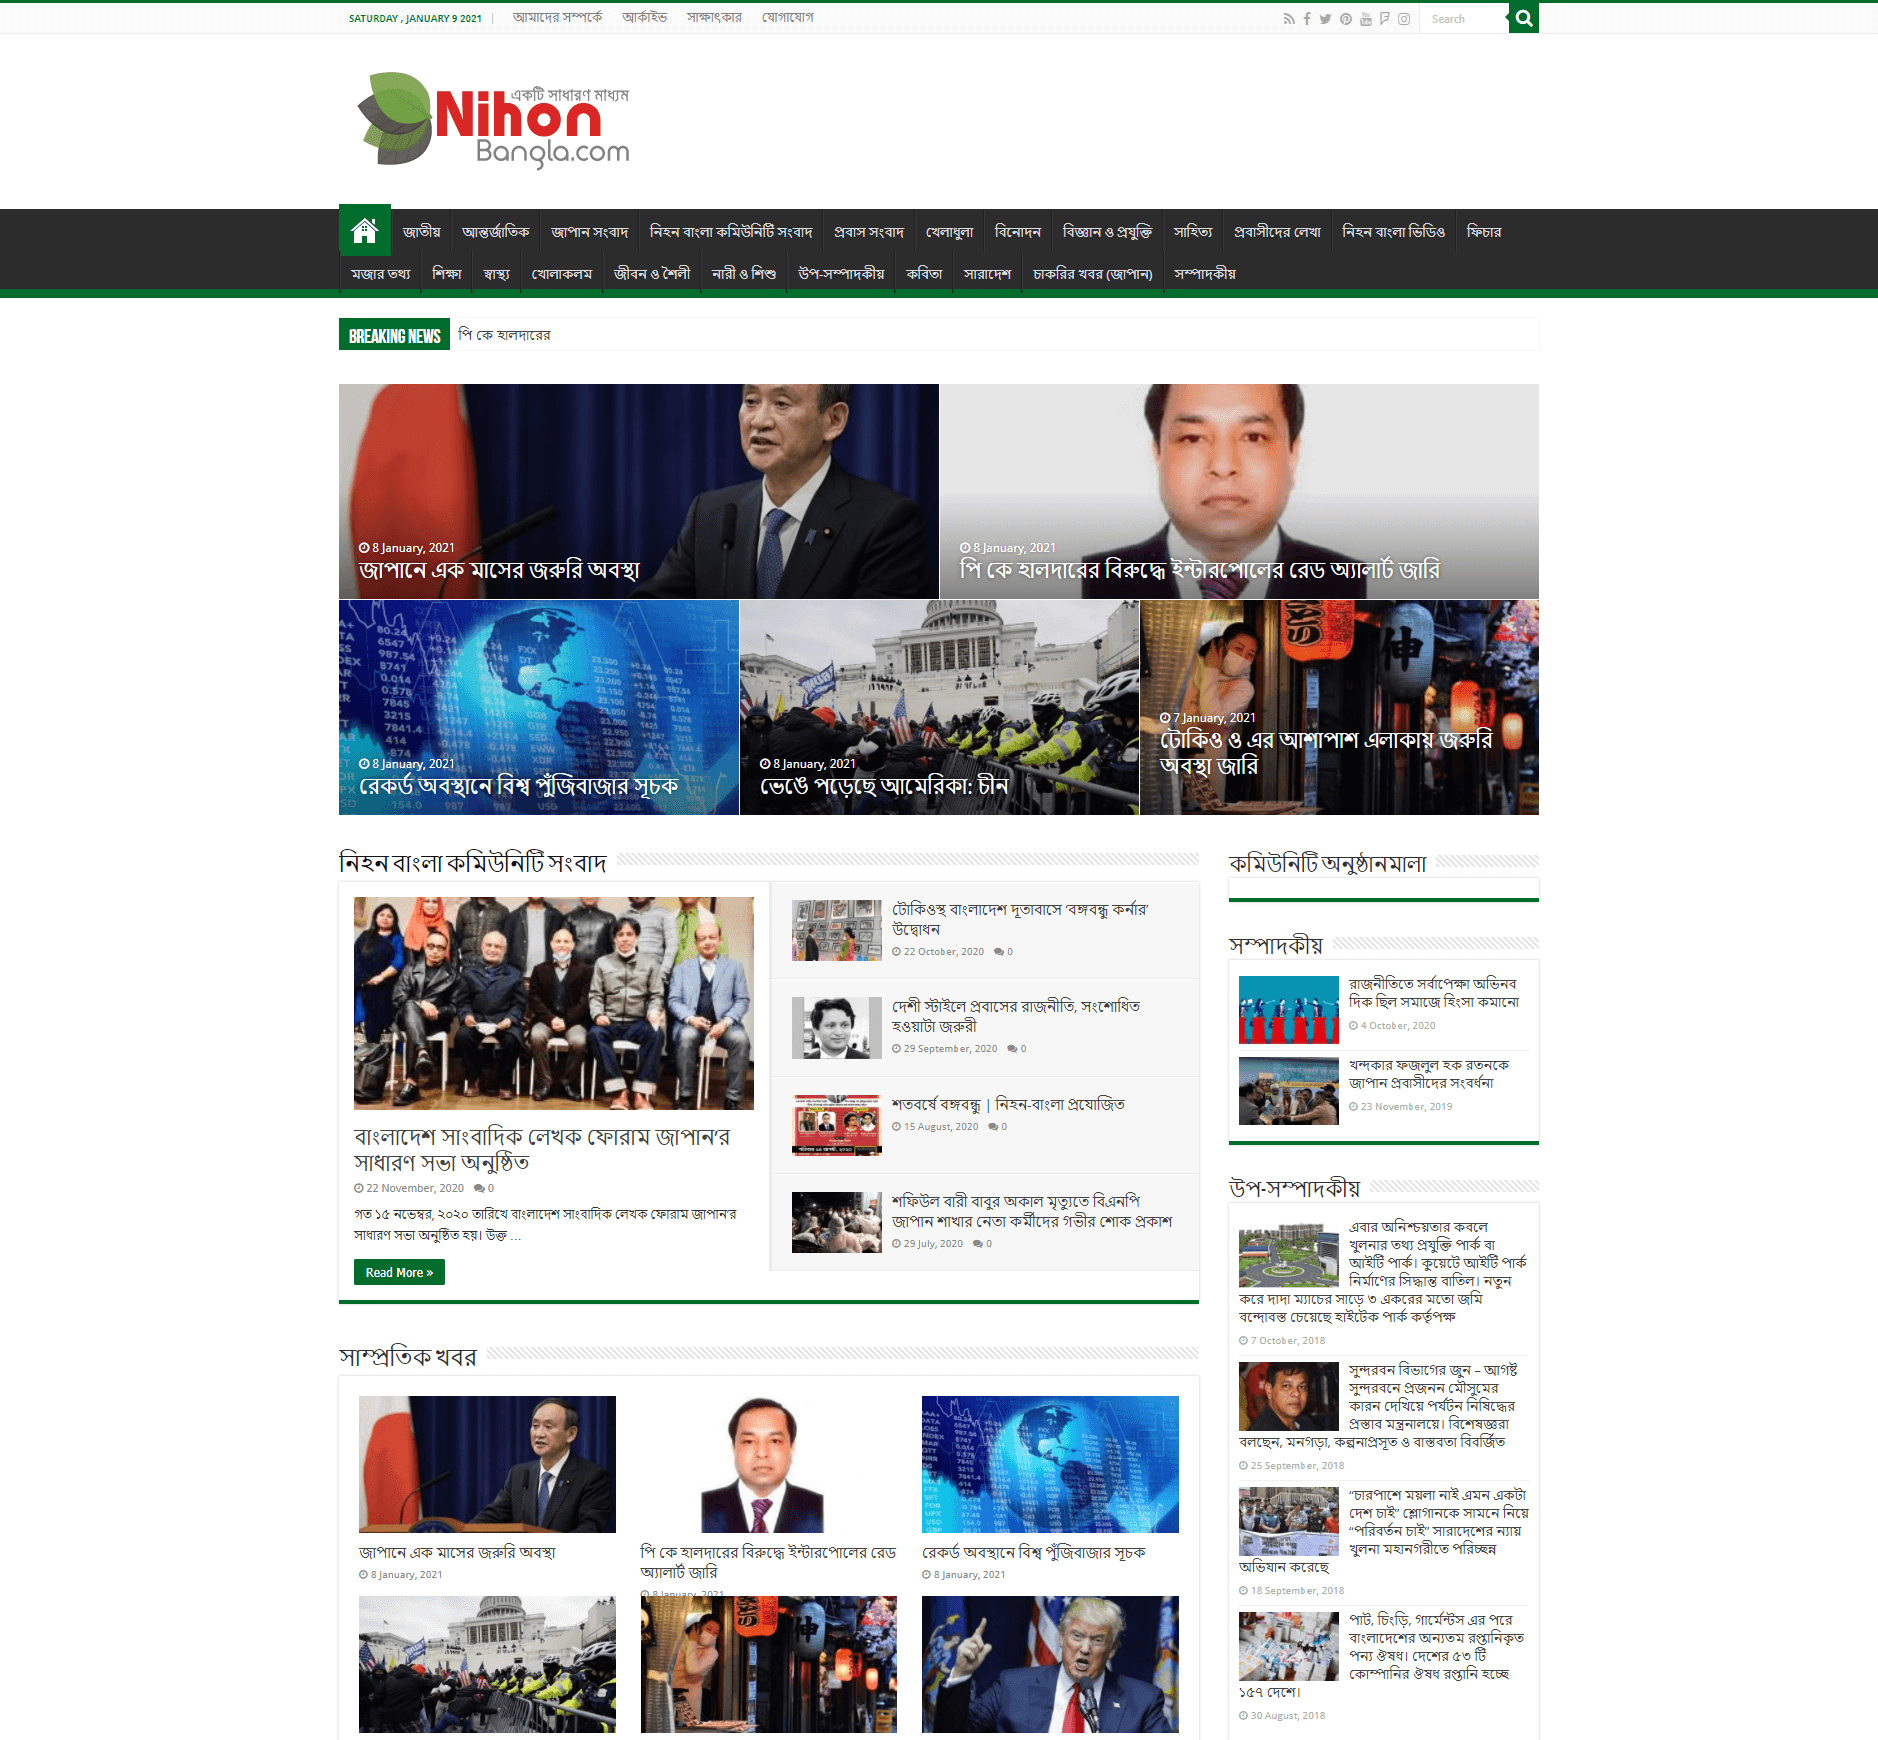 SATURDAY , JANUARY 9 2021
আমাদের সম্পর্কে আর্কাইভ সাক্ষাৎকার যোগাযোগ
Search
একটি সাধারণ মাধ্যম
Nihon
Bangla.com
জাতীয় আন্তর্জাতিক জাপান সংবাদ নিহন বাংলা কমিউনিটি সংবাদ প্রবাস সংবাদ খেলাধুলা বিনোদন বিজ্ঞান ও প্রযুক্তি সাহিত্য প্রবাসীদের লেখা নিহন বাংলা ভিডিও ফিচার
মজার তথ্য শিক্ষা স্বাস্থ্য খোলাকলম জীবন ও শৈলী নারী ও শিশু উপ-সম্পাদকীয় কবিতা সারাদেশ চাকরির খবর (জাপান) সম্পাদকীয়
BREAKING NEWS পি কে হালদারের
8 January, 2021
জাপানে এক মাসের জরুরি অবস্থা
8 January, 2021
পি কে হালদারের বিরুদ্ধে ইন্টারপোলের রেড অ্যালার্ট জারি
8 January, 2021
রেকর্ড অবস্থানে বিশ্ব পুঁজিবাজার সূচক
8 January, 2021
ভেঙে পড়েছে আমেরিকা: চীন
7 January, 2021
টোকিও ও এর আশাপাশ এলাকায় জরুরি
অবস্থা জারি
নিহন বাংলা কমিউনিটি সংবাদ
বাংলাদেশ সাংবাদিক লেখক ফোরাম জাপান'র
সাধারণ সভা অনুষ্ঠিত
22 November, 2020 0
গত ১৫ নভেম্বর, ২০২০ তারিখে বাংলাদেশ সাংবাদিক লেখক ফোরাম জাপান'র
সাধারণ সভা অনুষ্ঠিত হয়। উক্ত ...
Read More »
টোকিওস্থ বাংলাদেশ দূতাবাসে ‘বঙ্গবন্ধু কর্নার’
উদ্বোধন
22 October, 2020 0
দেশী স্টাইলে প্রবাসের রাজনীতি, সংশোধিত
হওয়াটা জরুরী
29 September, 2020 0
শতবর্ষে বঙ্গবন্ধু | নিহন-বাংলা প্রযোজিত
15 August, 2020 0
শফিউল বারী বাবুর অকাল মৃত্যুতে বিএনপি
জাপান শাখার নেতা কর্মীদের গভীর শোক প্রকাশ
29 July, 2020 0
কমিউনিটি অনুষ্ঠানমালা
সম্পাদকীয়
রাজনীতিতে সর্বাপেক্ষা অভিনব
দিক ছিল সমাজে হিংসা কমানো
4 October, 2020
খন্দকার ফজলুল হক রতনকে
জাপান প্রবাসীদের সংবর্ধনা
23 November, 2019
উপ-সম্পাদকীয়
এবার অনিশ্চয়তার কবলে
খুলনার তথ্য প্রযুক্তি পার্ক বা
আইটি পার্ক। কুয়েটে আইটি পার্ক
নির্মাণের সিদ্ধান্ত বাতিল। নতুন
করে দাদা ম্যাচের সাড়ে ৩ একরের মতো জমি
বন্দোবস্ত চেয়েছে হাইটেক পার্ক কর্তৃপক্ষ
7 October, 2018
সুন্দরবন বিভাগের জুন – আগষ্ট
সুন্দরবনে প্রজনন মৌসুমের
কারন দেখিয়ে পর্যটন নিষিদ্ধের
প্রস্তাব মন্ত্রনালয়ে। বিশেষজ্ঞরা
বলছেন, মনগড়া, কল্পনাপ্রসূত ও বাস্তবতা বিবর্জিত
25 September, 2018
“চারপাশে ময়লা নাই এমন একটা
দেশ চাই” শ্লোগানকে সামনে নিয়ে
“পরিবর্তন চাই” সারাদেশের ন্যায়
খুলনা মহানগরীতে পরিচ্ছন্ন
অভিযান করেছে
18 September, 2018
পাট, চিংড়ি, গার্মেন্টস এর পরে
বাংলাদেশের অন্যতম রপ্তানিকৃত
পন্য ঔষধ। দেশের ৫৩ টি
কোম্পানির ঔষধ রপ্তানি হচ্ছে
১৫৭ দেশে।
30 August, 2018
সাম্প্রতিক খবর
জাপানে এক মাসের জরুরি অবস্থা
8 January, 2021
পি কে হালদারের বিরুদ্ধে ইন্টারপোলের রেড
অ্যালার্ট জারি
8 January, 2021
রেকর্ড অবস্থানে বিশ্ব পুঁজিবাজার সূচক
8 January, 2021